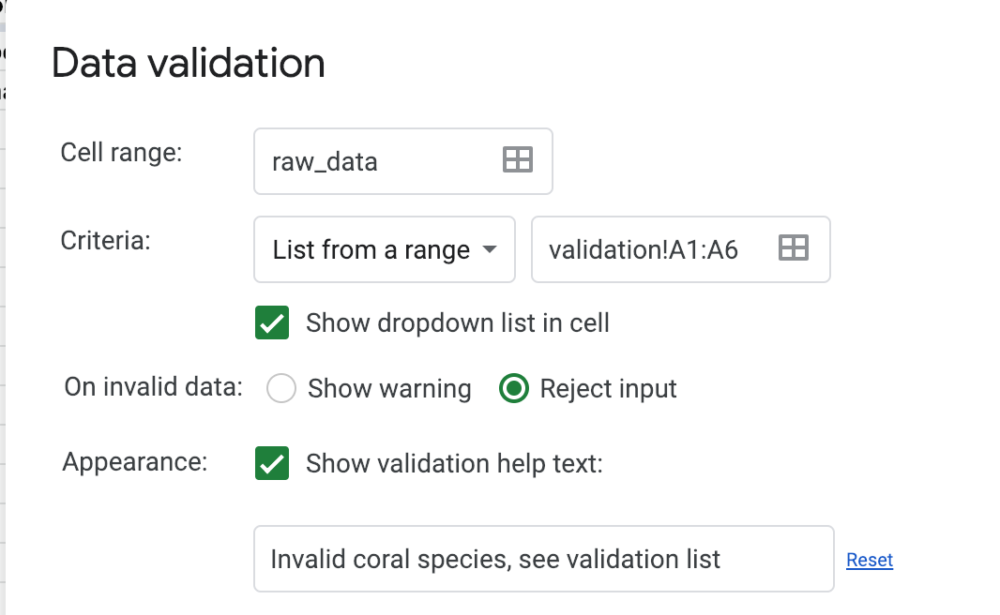 Data validation
Cell range: raw_data
Criteria: List from a range validation!A1:A6
Show dropdown list in cell
On invalid data: Show warning Reject input
Appearance: Show validation help text:
Invalid coral species, see validation list Reset